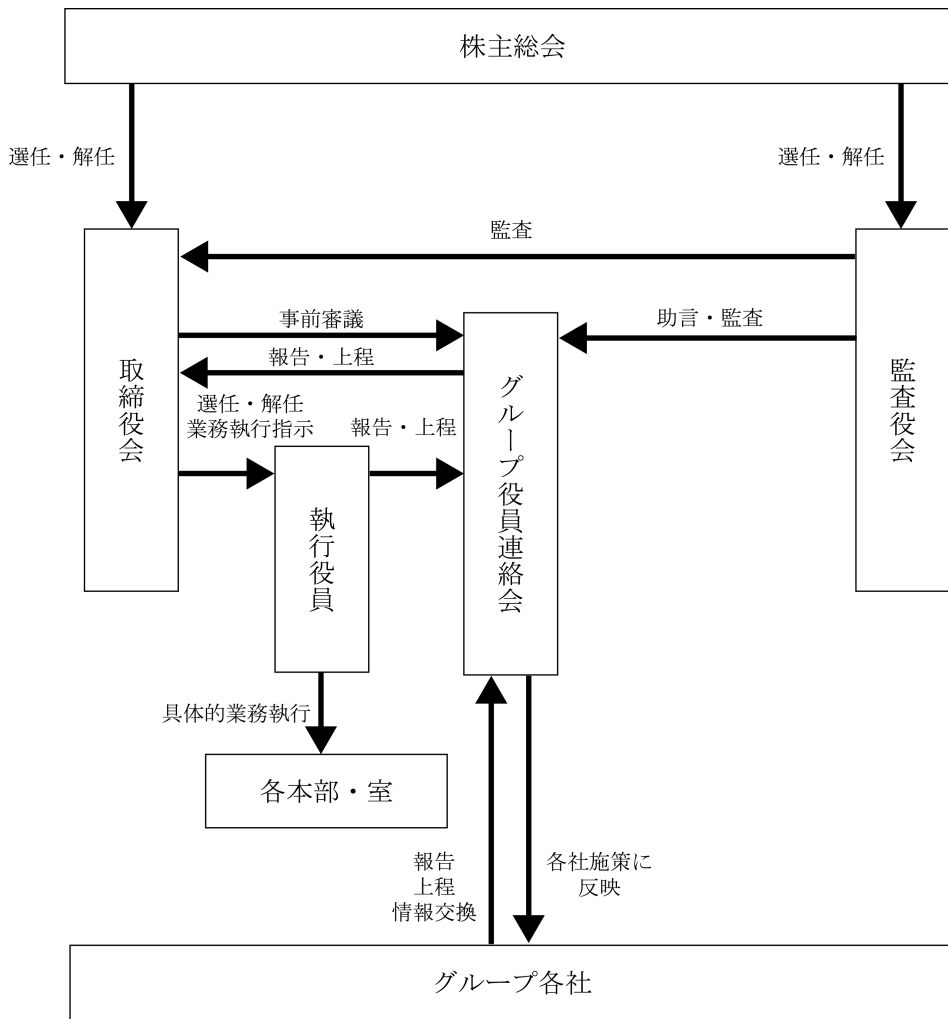 株主総会
選任・解任
選任・解任
監査
事前審議
助言・監査
報告・上程
取締役会
選任・解任
業務執行指示
報告・上程
グループ役員連絡会
監査役会
執行役員
具体的業務執行
各本部・室
報告
上程
情報交換
各社施策に
反映
グループ各社